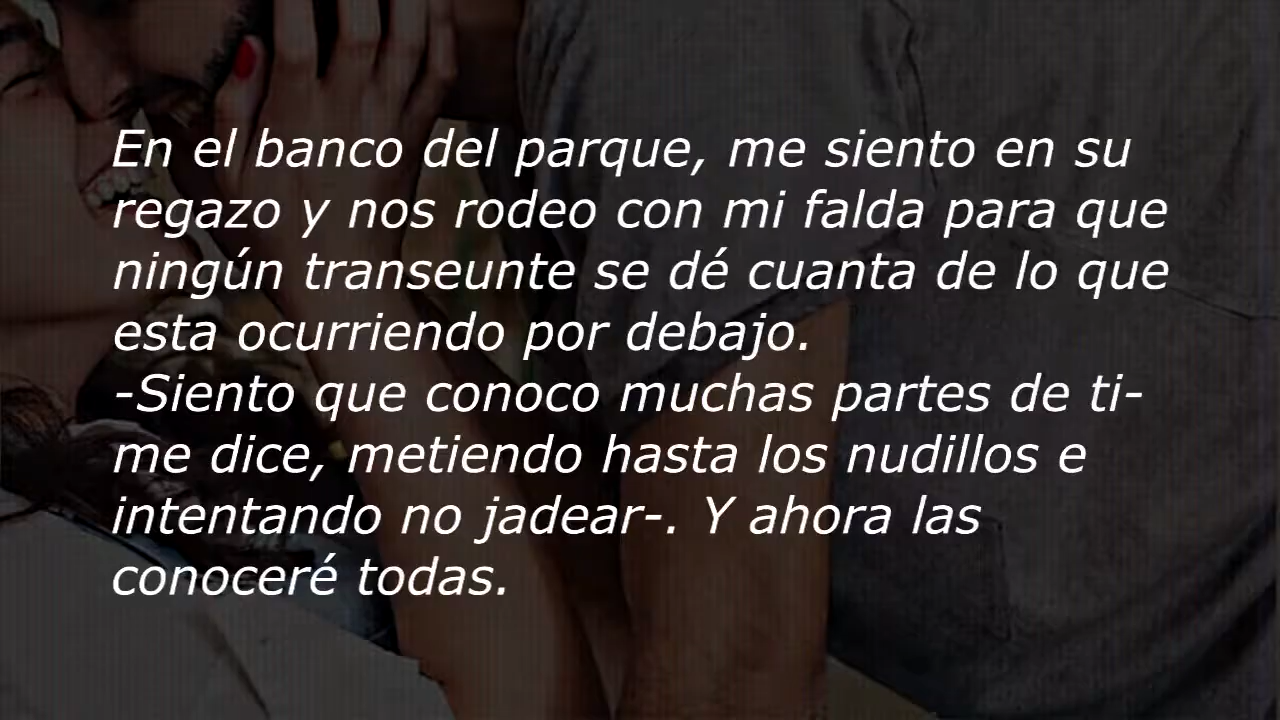 En el banco del parque, me siento en su
regazo y nos rodeo con mi falda para que
ningún transeunte se dé cuanta de lo que
esta ocurriendo por debajo.
-Siento que conoco muchas partes de ti-
me dice, metiendo hasta los nudillos e
intentando no jadear-. Y ahora las
conoceré todas.